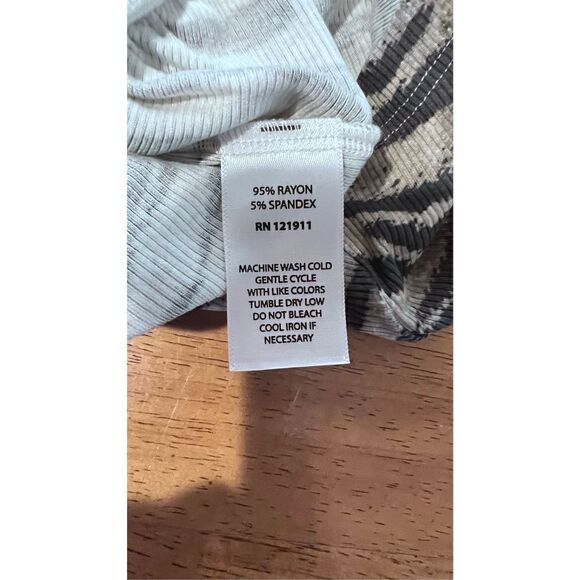 95% RAYON
5% SPANDEX
RN 121911
MACHINE WASH COLD
GENTLE CYCLE
WITH LIKE COLORS
TUMBLE DRY LOW
DO NOT BLEACH
COOL IRON IF
NECESSARY